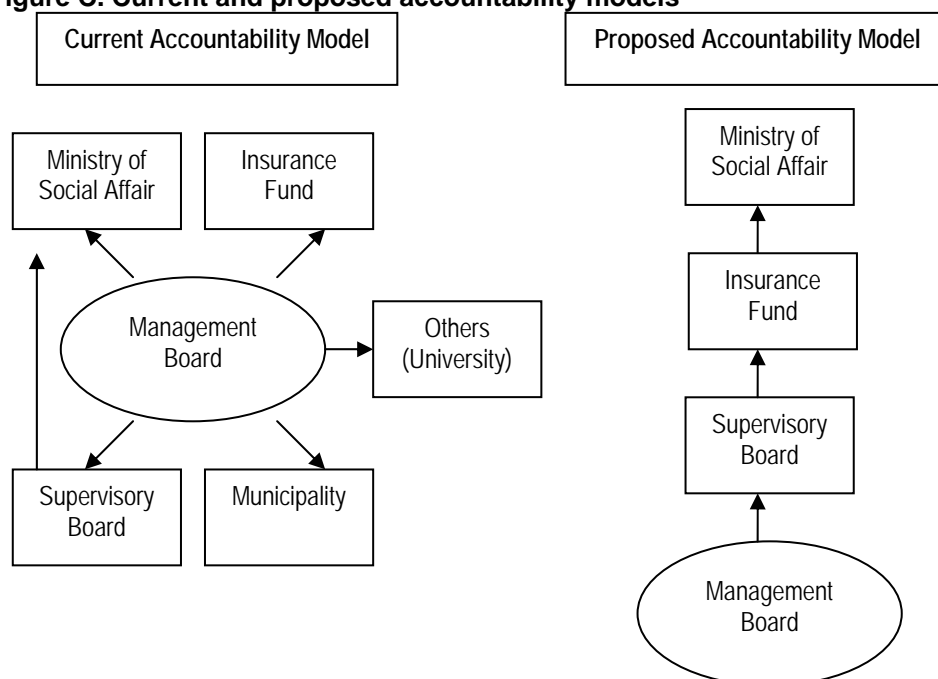 igure C. Current and proposed accountability models
Current Accountability Model
Ministry of
Social Affair
Insurance
Fund
Management
Board
Others
(University)
Supervisory
Board
Municipality
Proposed Accountability Model
Ministry of
Social Affair
Insurance
Fund
Supervisory
Board
Management
Board